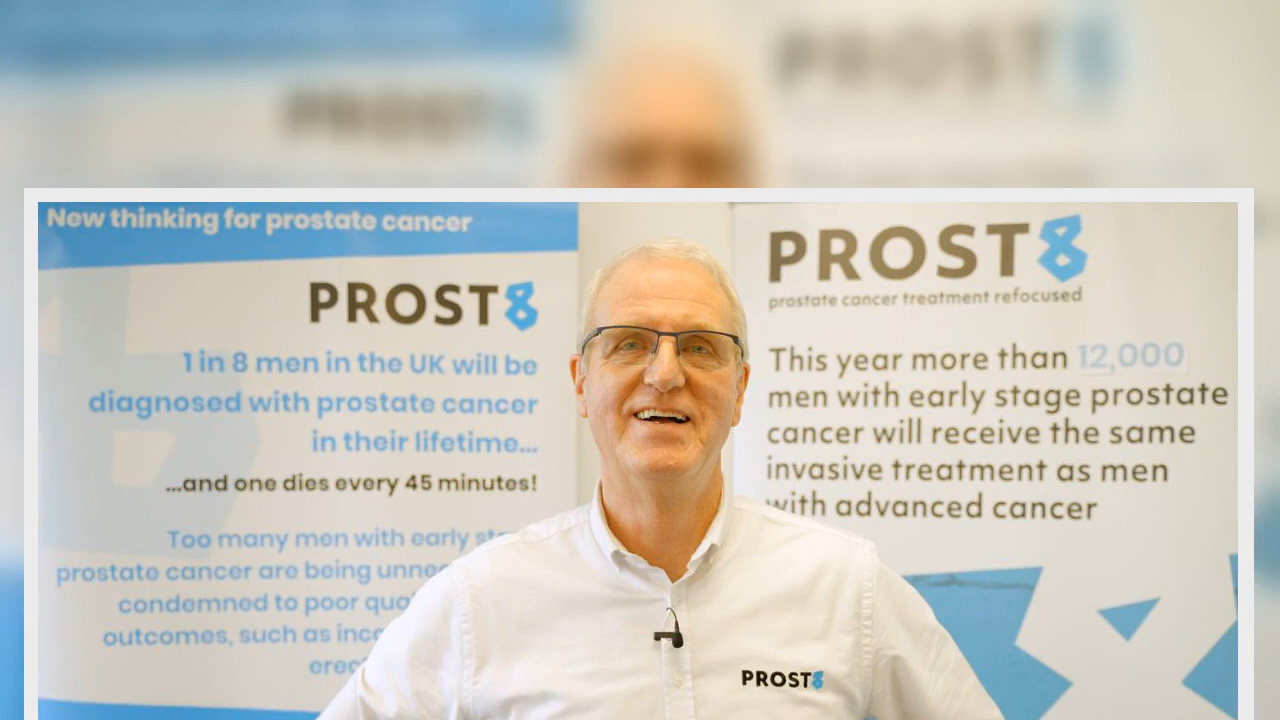 New thinking for prostate cancer
PROST8
1 in 8 men in the UK will be
diagnosed with prostate cancer
in their lifetime...
...and one dies every 45 minutes!
Too many men with early
prostate cancer are being
condemned to poor
outcomes, such as
PROST8
prostate cancer treatment refocused
This year more than 12,000
men with early stage prostate
cancer will receive the same
invasive treatment as men
with advanced cancer
PROST8